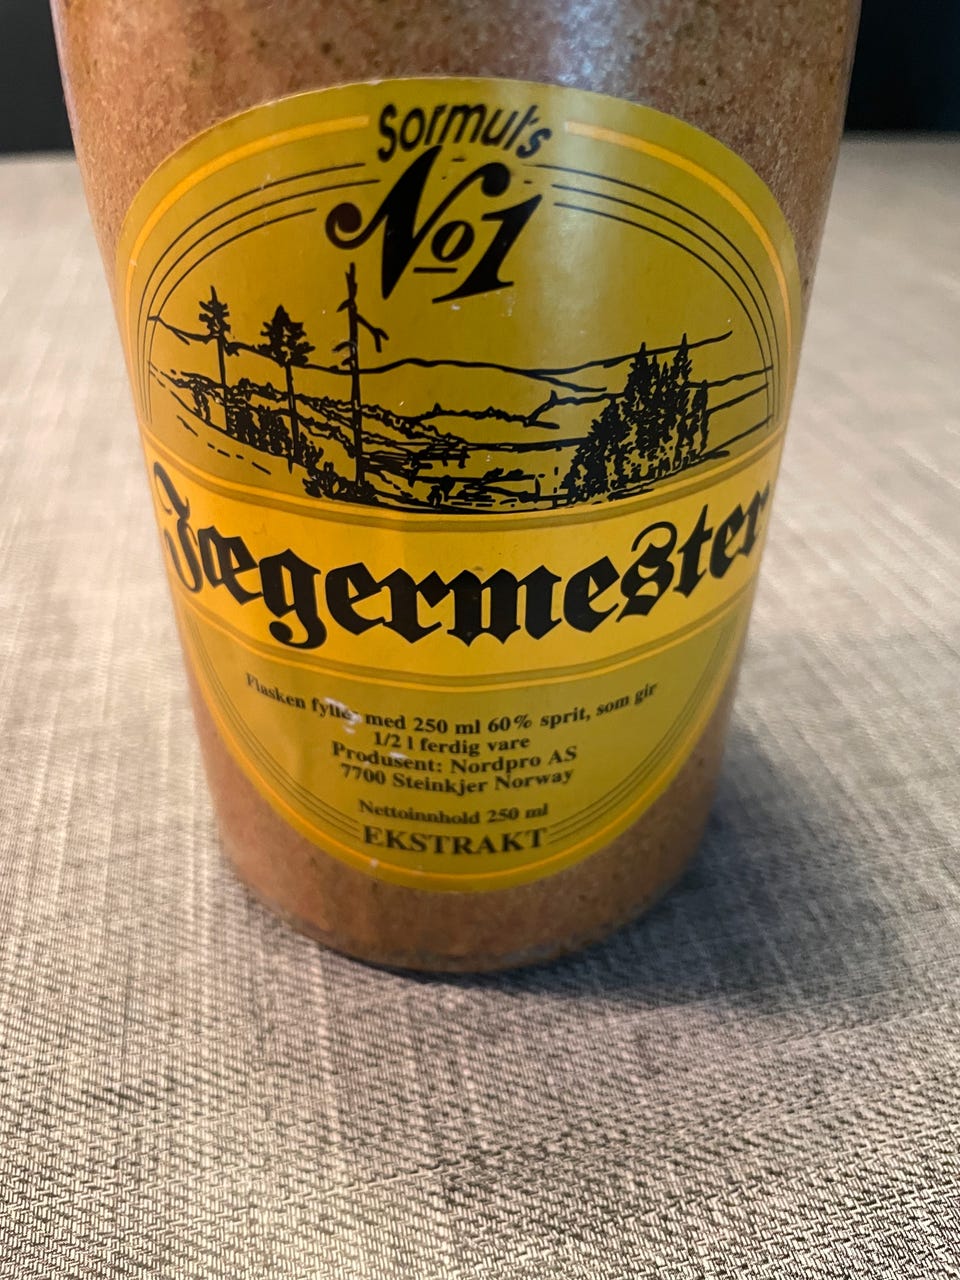 Sormut's
No1
Jægermester
Flasken fylles med 250 ml 60% sprit, som gir
1/2 l ferdig vare
Produsent: Nordpro AS
7700 Steinkjer Norway
Nettoinnhold 250 ml
EKSTRAKT